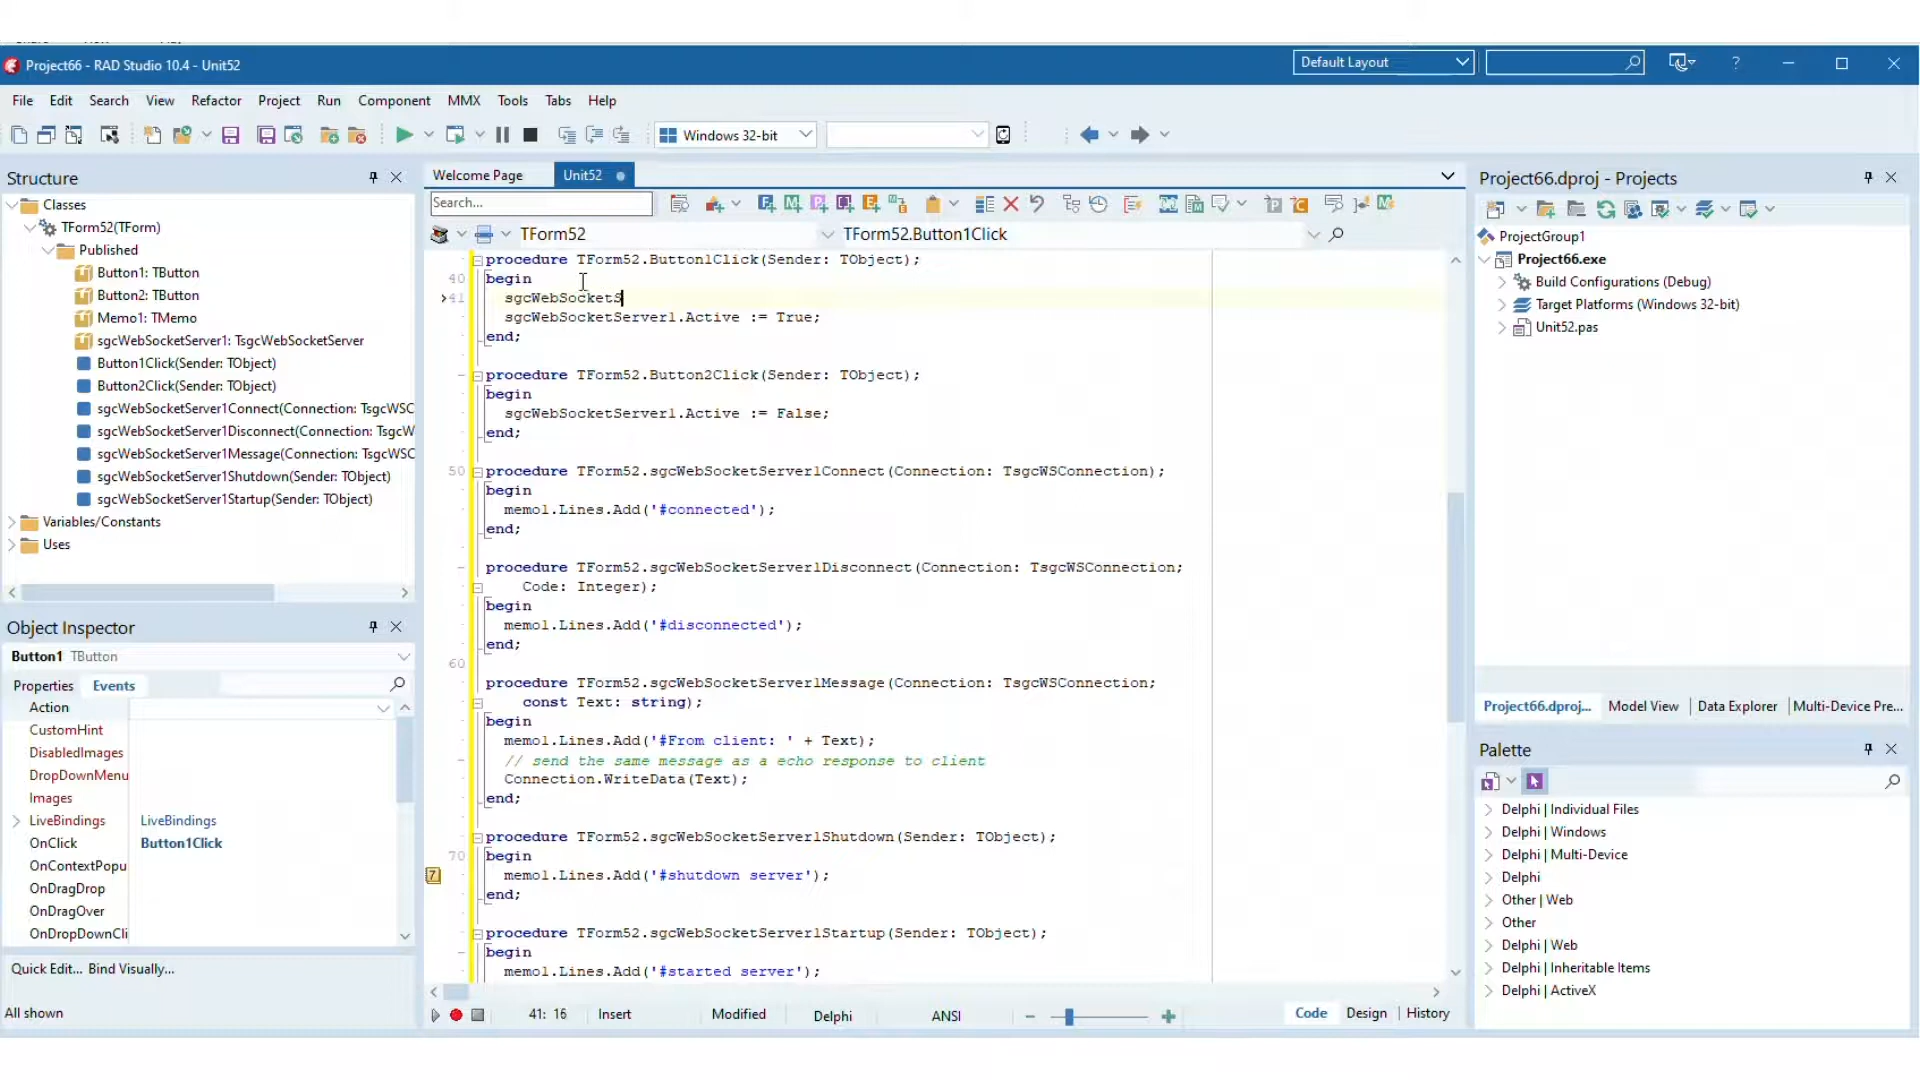 Project66 - RAD Studio 10.4 - Unit52
Default Layout
?
File Edit Search View Refactor Project Run Component MMX Tools Tabs Help
Windows 32-bit
Structure
Classes
TForm52(TForm)
Published
Button1: TButton
Button2: TButton
Memo1: TMemo
sgcWebSocketServer1: TsgcWebSocketServer
Button1Click(Sender: TObject)
Button2Click(Sender: TObject)
sgcWebSocketServer1Connect(Connection: TsgcWSC
sgcWebSocketServer1Disconnect(Connection: TsgcW
sgcWebSocketServer1Message(Connection: TsgcWSC
sgcWebSocketServer1Shutdown(Sender: TObject)
sgcWebSocketServer1Startup(Sender: TObject)
Variables/Constants
Uses
Object Inspector
Button1 TButton
Properties Events
Action
CustomHint
DisabledImages
DropDownMenu
Images
LiveBindings LiveBindings
OnClick Button1Click
OnContextPopu
OnDragDrop
OnDragOver
OnDropDownCli
Quick Edit... Bind Visually...
All shown
Welcome Page Unit52
Search...
TForm52 TForm52.Button1Click
procedure TForm52.Button1Click(Sender: TObject);
40 begin
41 sgcWebSocketS
sgcWebSocketServer1.Active := True;
end;
procedure TForm52.Button2Click(Sender: TObject);
begin
sgcWebSocketServer1.Active := False;
end;
50 procedure TForm52.sgcWebSocketServer1Connect(Connection: TsgcWSConnection);
begin
memo1.Lines.Add('#connected');
end;
procedure TForm52.sgcWebSocketServer1Disconnect(Connection: TsgcWSConnection;
Code: Integer);
begin
memo1.Lines.Add('#disconnected');
end;
60
procedure TForm52.sgcWebSocketServer1Message(Connection: TsgcWSConnection;
const Text: string);
begin
memo1.Lines.Add('#From client: ' + Text);
// send the same message as a echo response to client
Connection.WriteData(Text);
end;
procedure TForm52.sgcWebSocketServer1Shutdown(Sender: TObject);
70 begin
memo1.Lines.Add('#shutdown server');
end;
procedure TForm52.sgcWebSocketServer1Startup(Sender: TObject);
begin
memo1.Lines.Add('#started server');
41: 16 Insert Modified Delphi ANSI Code Design History
Project66.dproj - Projects
ProjectGroup1
Project66.exe
Build Configurations (Debug)
Target Platforms (Windows 32-bit)
Unit52.pas
Project66.dproj... Model View Data Explorer Multi-Device Pre...
Palette
Delphi | Individual Files
Delphi | Windows
Delphi | Multi-Device
Delphi
Other | Web
Other
Delphi | Web
Delphi | Inheritable Items
Delphi | ActiveX